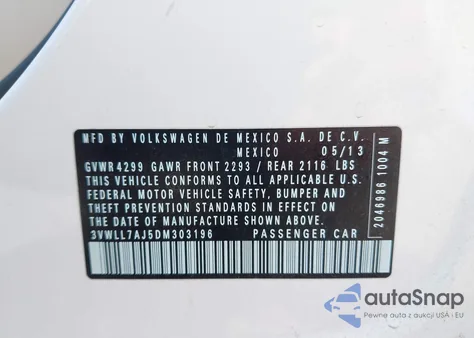 MFD BY VOLKSWAGEN DE MEXICO S.A. DE C.V.
MEXICO 05/13
GVWR 4299 GAWR FRONT 2293 / REAR 2116 LBS
THIS VEHICLE CONFORMS TO ALL APPLICABLE U.S.
FEDERAL MOTOR VEHICLE SAFETY, BUMPER AND
THEFT PREVENTION STANDARDS IN EFFECT ON
THE DATE OF MANUFACTURE SHOWN ABOVE.
3VWLL7AJ5DM303196 PASSENGER CAR
2046986 1004 M
autaSnap
Pewne auta z aukcji USA i EU